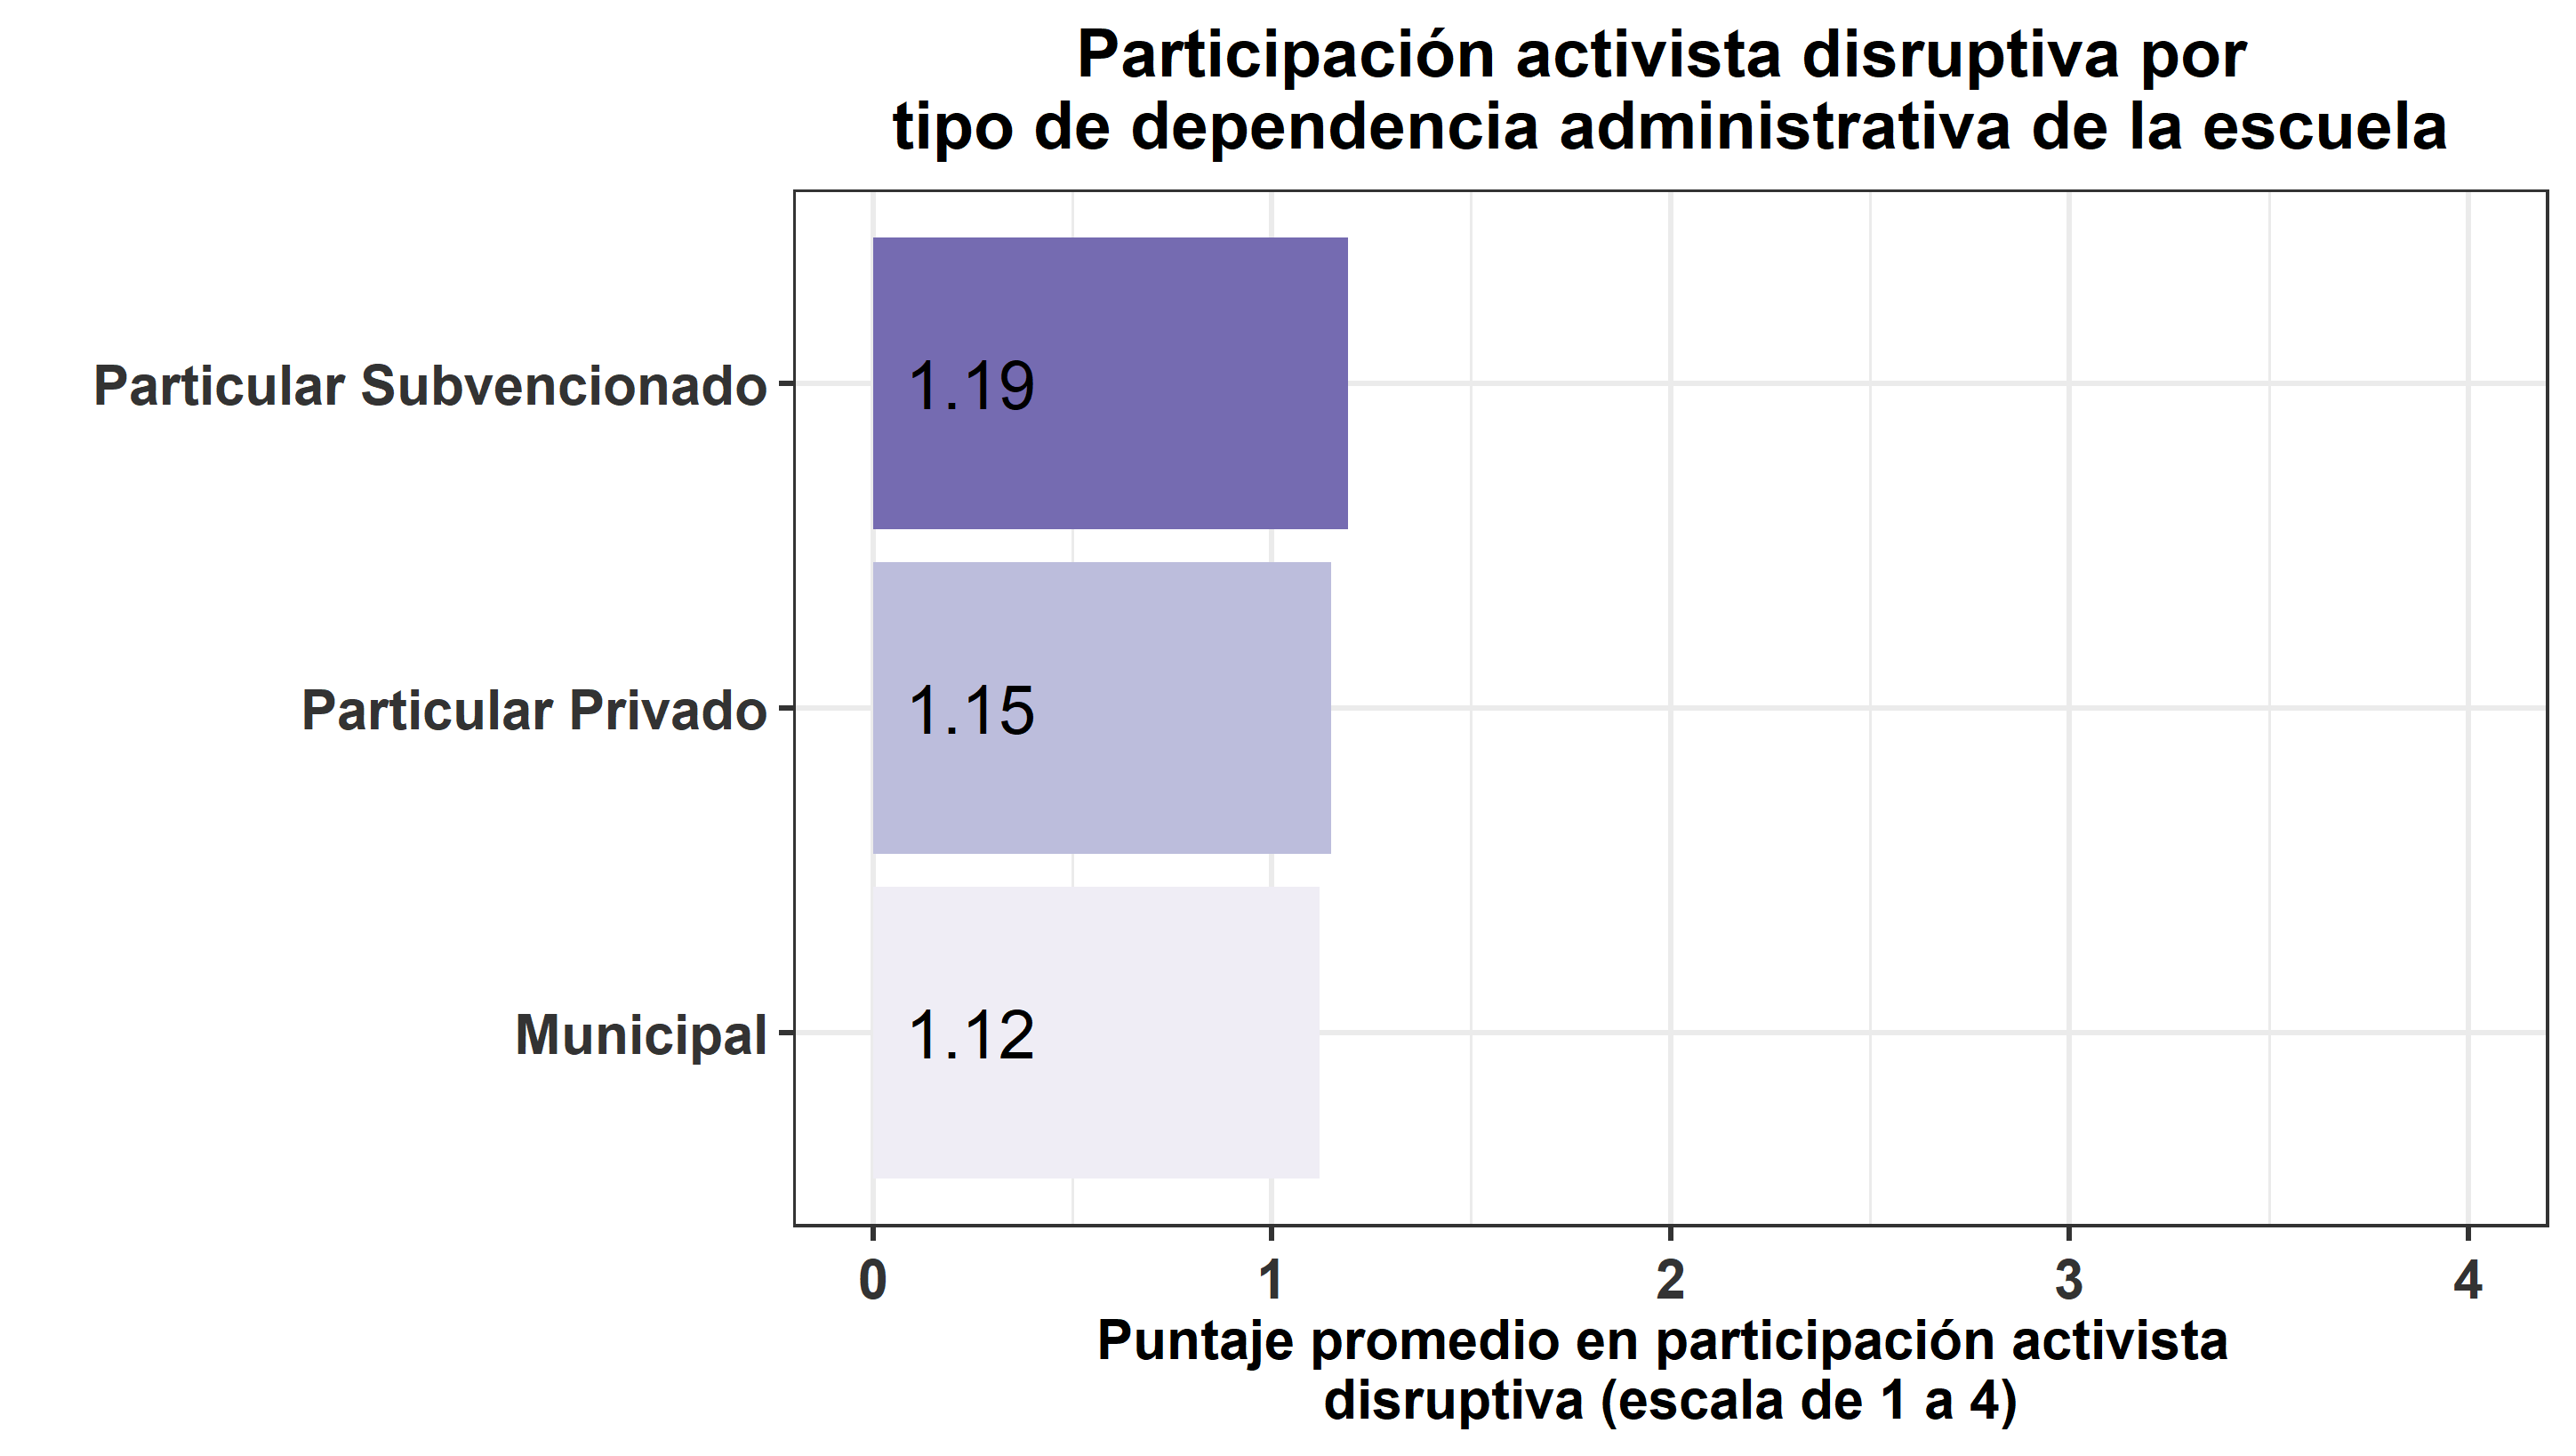 Participación activista disruptiva por
tipo de dependencia administrativa de la escuela
Particular Subvencionado
1.19
Particular Privado
1.15
Municipal
1.12
0 1 2 3 4
Puntaje promedio en participación activista
disruptiva (escala de 1 a 4)